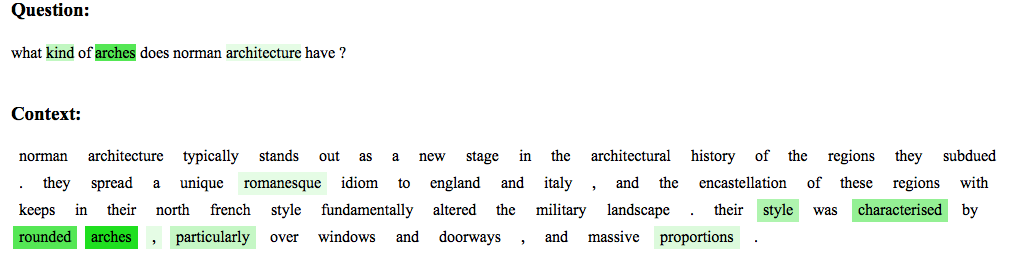 Question:
what kind of arches does norman architecture have ?
Context:
norman architecture typically stands out as a new stage in the architectural history of the regions they subdued
. they spread a unique romanesque idiom to england and italy , and the encastellation of these regions with
keeps in their north french style fundamentally altered the military landscape . their style was characterised by
rounded arches , particularly over windows and doorways , and massive proportions .